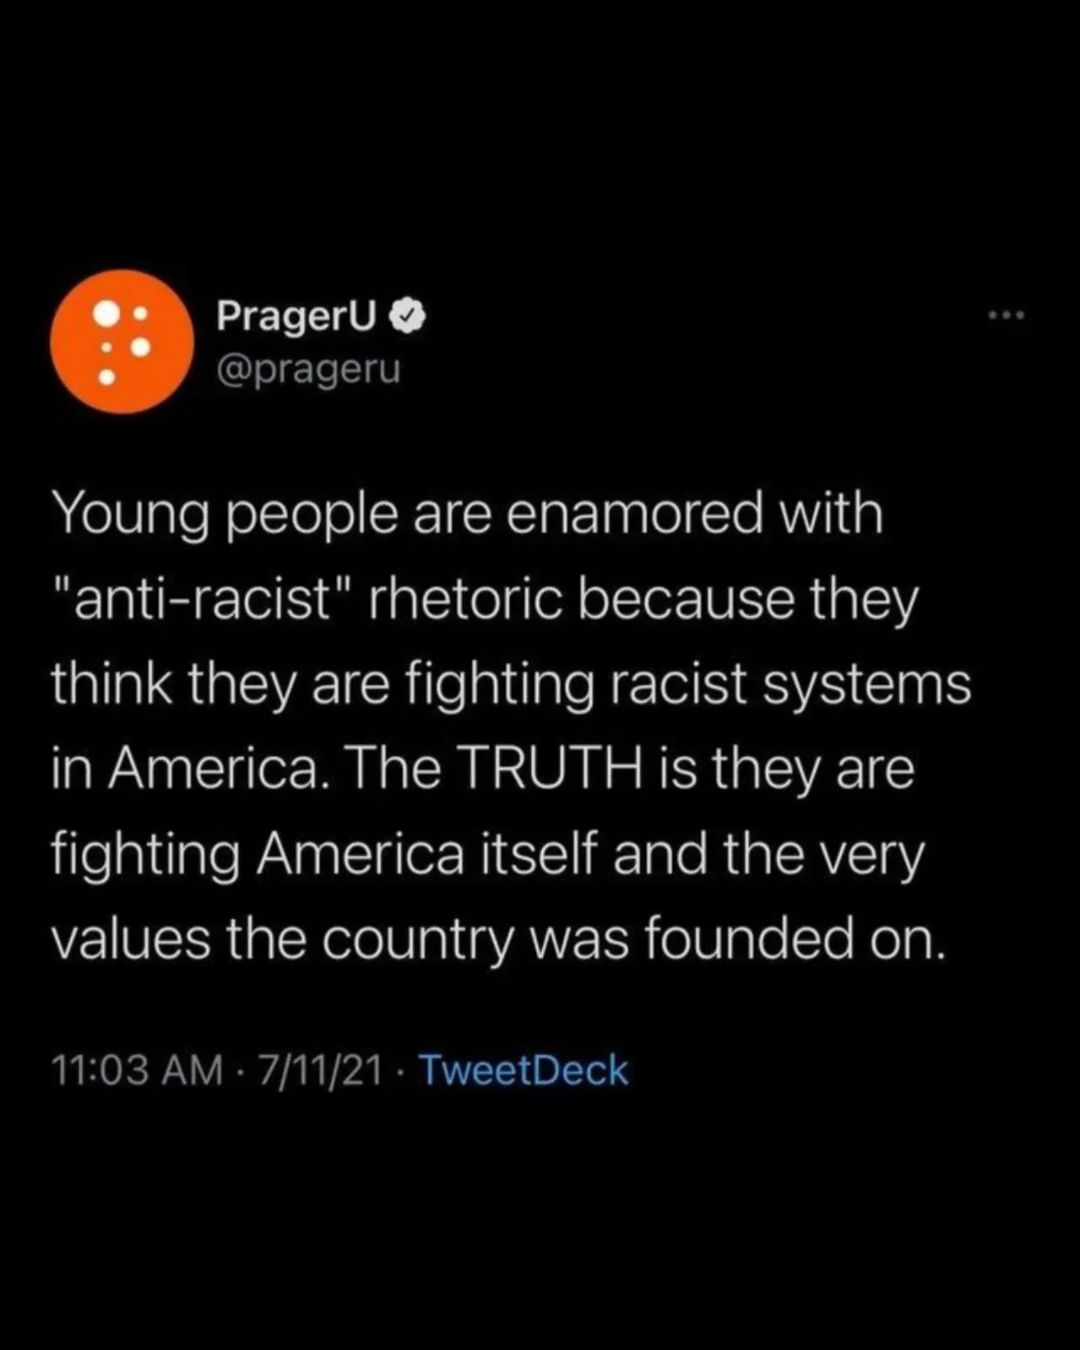 PragerU
@prageru
Young people are enamored with
"anti-racist" rhetoric because they
think they are fighting racist systems
in America. The TRUTH is they are
fighting America itself and the very
values the country was founded on.
11:03 AM · 7/11/21 · TweetDeck